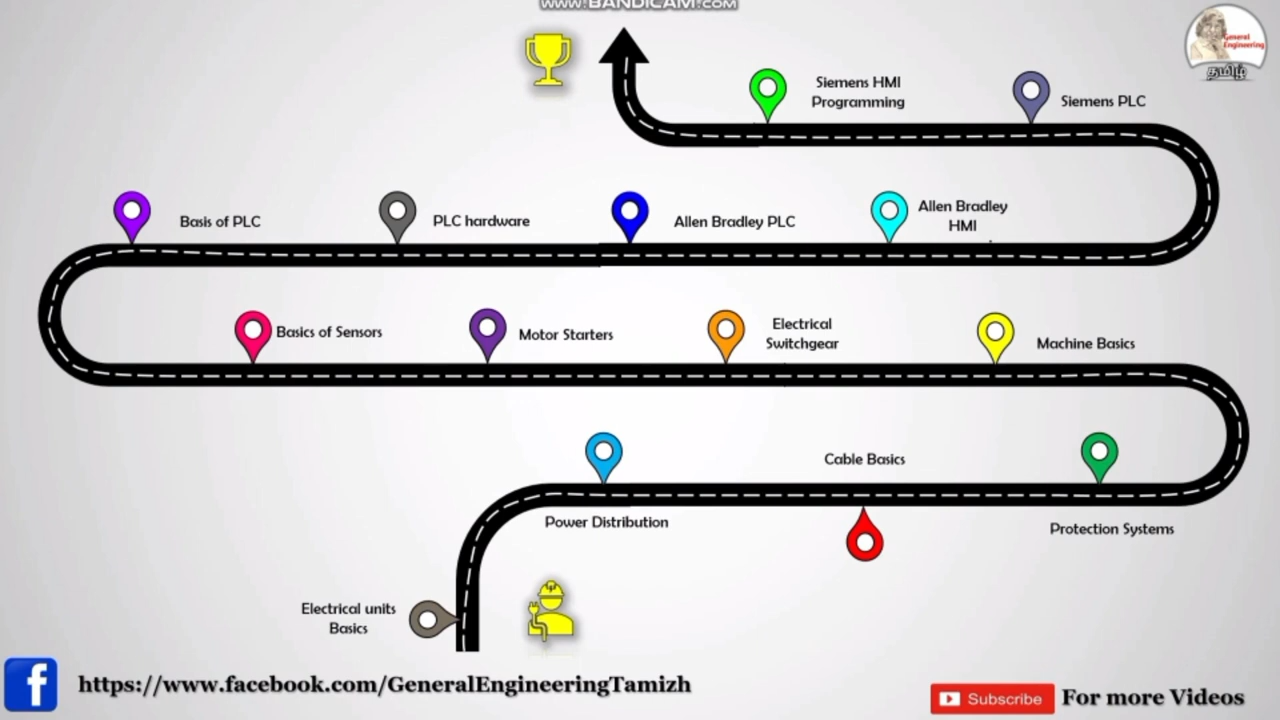 www.BANDICAM.com
General
Engineering
தமிழ்
Siemens HMI
Programming
Siemens PLC
Basis of PLC
PLC hardware
Allen Bradley PLC
Allen Bradley
HMI
Basics of Sensors
Motor Starters
Electrical
Switchgear
Machine Basics
Cable Basics
Power Distribution
Protection Systems
Electrical units
Basics
https://www.facebook.com/GeneralEngineeringTamizh
Subscribe
For more Videos